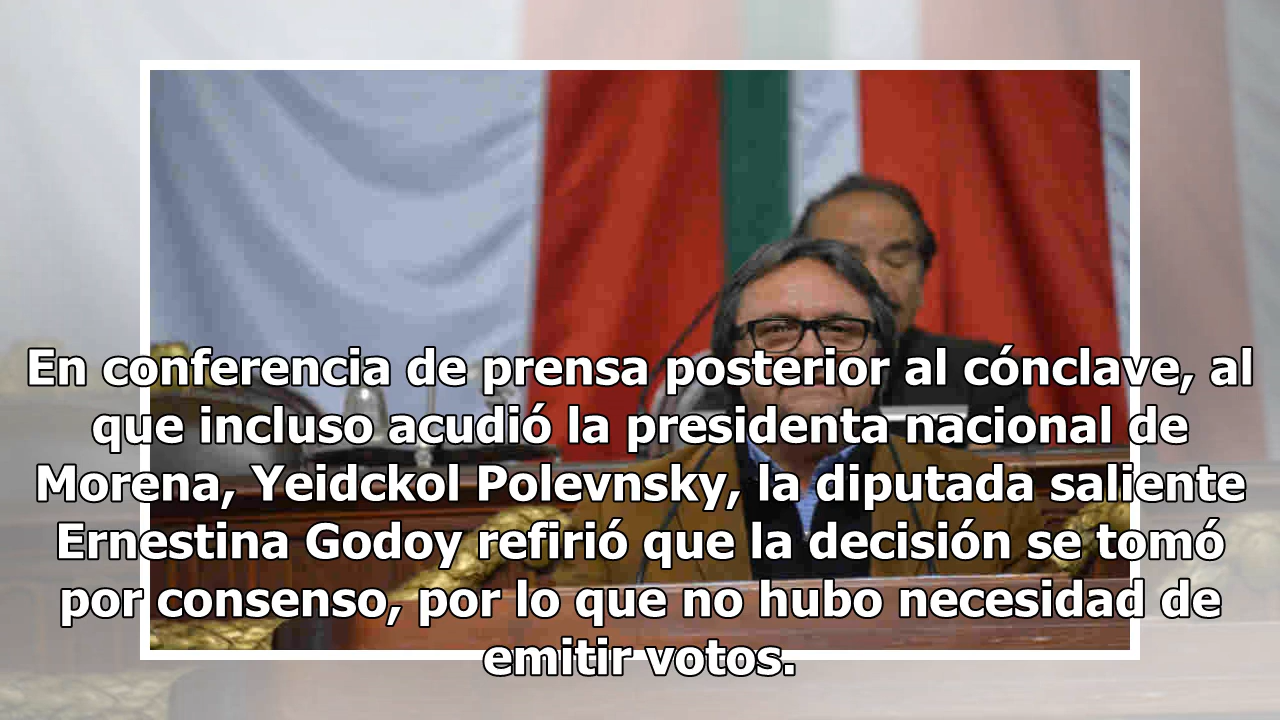 En conferencia de prensa posterior al cónclave, al
que incluso acudió la presidenta nacional de
Morena, Yeidckol Polevnsky, la diputada saliente
Ernestina Godoy refirió que la decisión se tomó
por consenso, por lo que no hubo necesidad de
emitir votos.